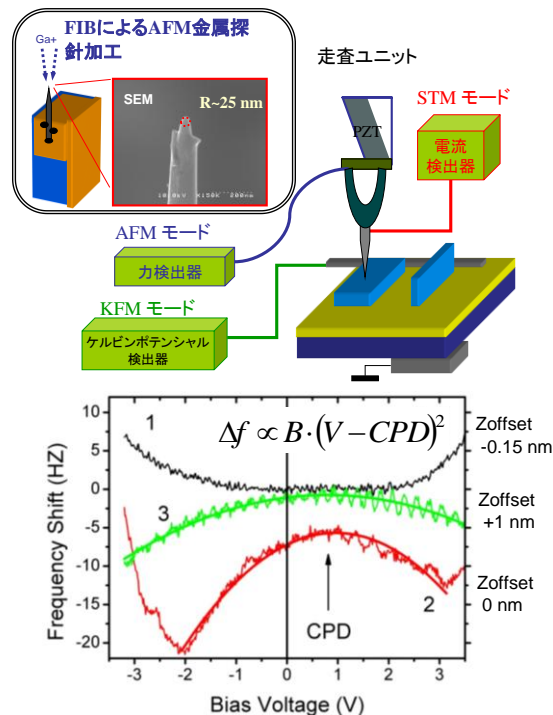 FIBによるAFM金属探
針加工
Ga+
SEM
R~25 nm
走査ユニット
PZT
STM モード
電流
検出器
AFM モード
力検出器
KFM モード
ケルビンポテンシャル
検出器
Δf ∝ B·(V − CPD)²
1
3
2
CPD
Zoffset
-0.15 nm
Zoffset
+1 nm
Zoffset
0 nm
Frequency Shift (HZ)
10
5
0
-5
-10
-15
-20
-3 -2 -1 0 1 2 3
Bias Voltage (V)